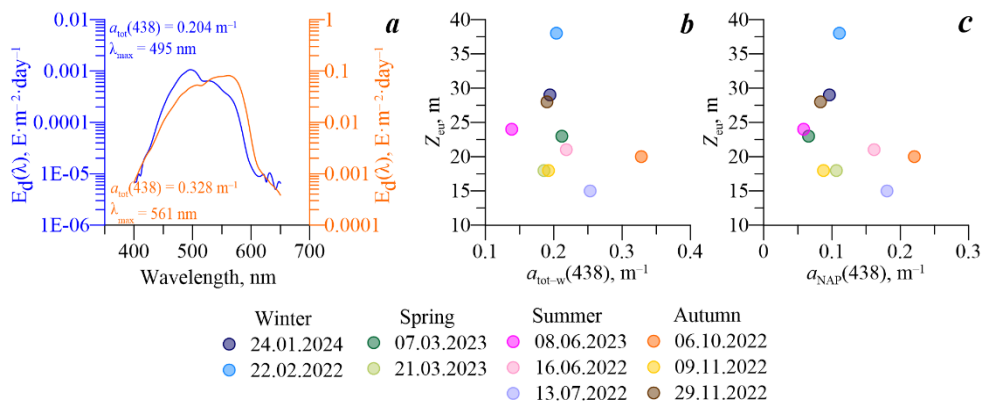 a
a_tot(438) = 0.204 m⁻¹
λ_max = 495 nm
a_tot(438) = 0.328 m⁻¹
λ_max = 561 nm
0.01
0.001
0.0001
1E-05
1E-06
E_d(λ), E·m⁻²·day⁻¹
1
0.1
0.01
0.001
0.0001
E_d(λ), E·m⁻²·day⁻¹
400
500
600
700
Wavelength, nm
b
40
35
30
25
20
15
10
Z_eu, m
0.1
0.2
0.3
0.4
a_tot–w(438), m⁻¹
c
40
35
30
25
20
15
10
Z_eu, m
0
0.1
0.2
0.3
a_NAP(438), m⁻¹
Winter
24.01.2024
22.02.2022
Spring
07.03.2023
21.03.2023
Summer
08.06.2023
16.06.2022
13.07.2022
Autumn
06.10.2022
09.11.2022
29.11.2022